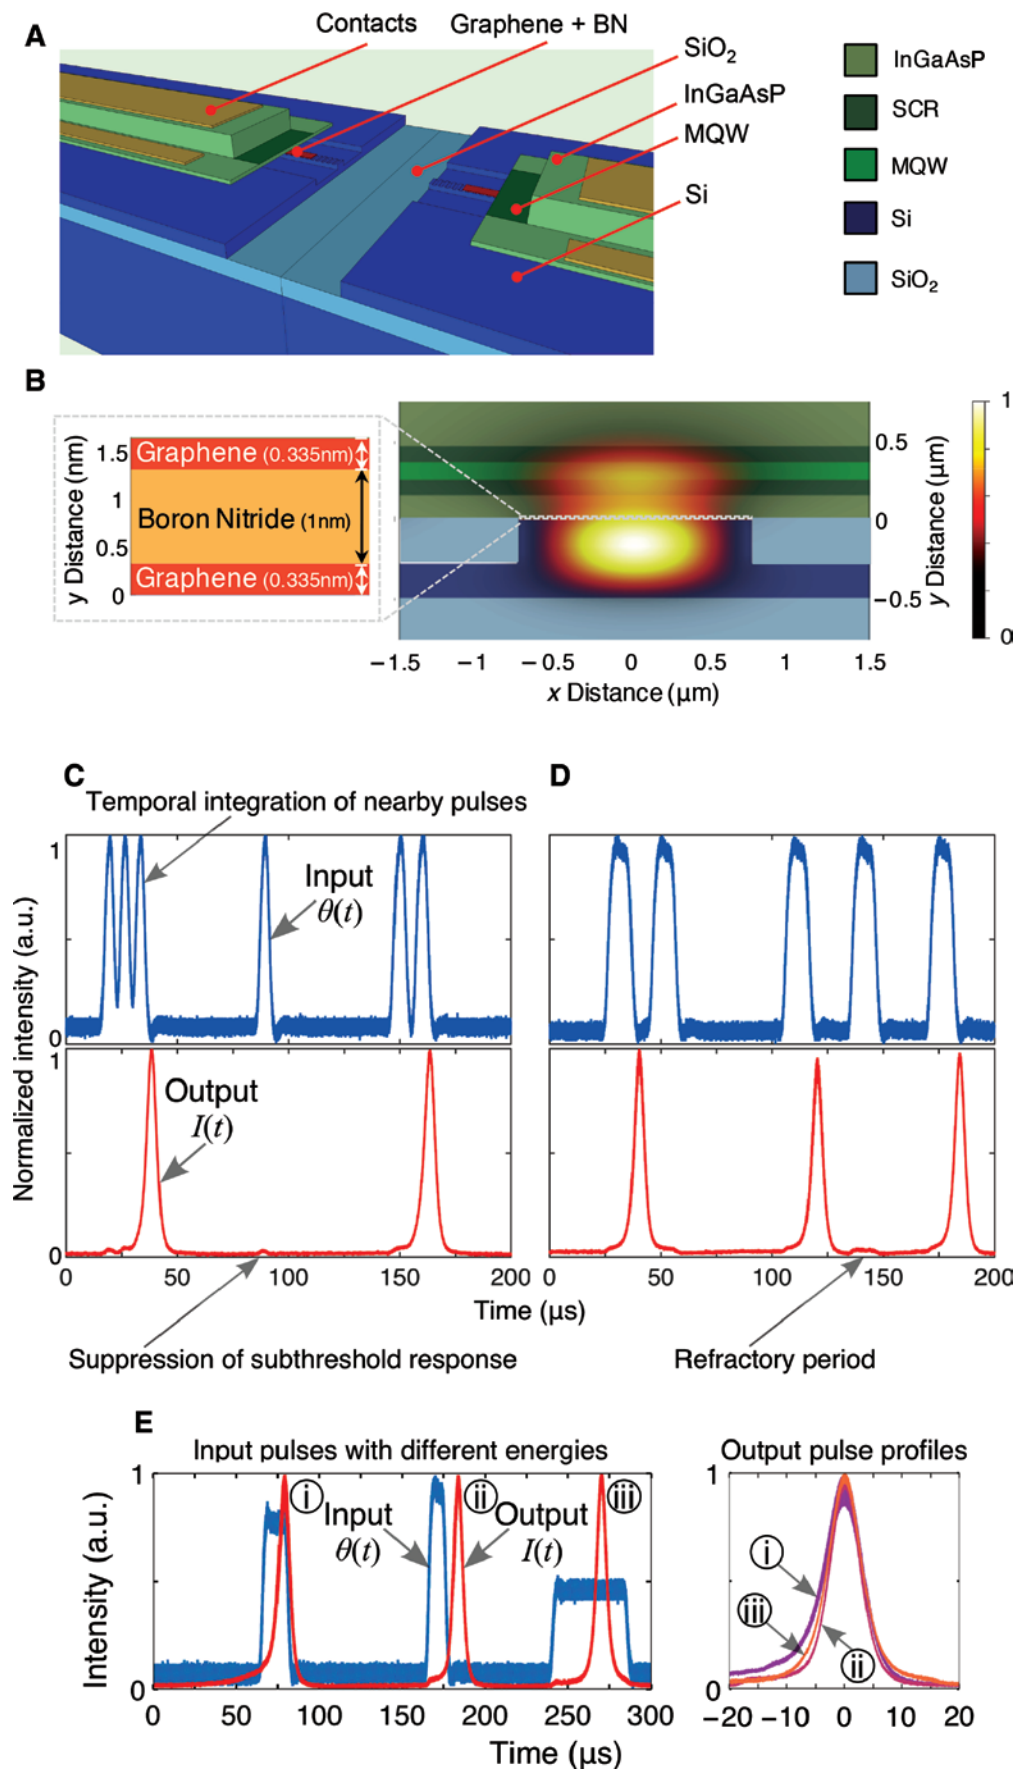 A
Contacts
Graphene + BN
SiO2
InGaAsP
MQW
Si
InGaAsP
SCR
MQW
Si
SiO2
B
y Distance (nm)
1.5
1
0.5
0
Graphene (0.335nm)
Boron Nitride (1nm)
Graphene (0.335nm)
0.5
0
−0.5
y Distance (μm)
1
0
−1.5 −1 −0.5 0 0.5 1 1.5
x Distance (μm)
C
D
Temporal integration of nearby pulses
Normalized intensity (a.u.)
1
0
Input
θ(t)
1
0
Output
I(t)
0 50 100 150 200
0 50 100 150 200
Time (μs)
Suppression of subthreshold response
Refractory period
E
Input pulses with different energies
Output pulse profiles
Intensity (a.u.)
1
0
i
ii
iii
Input
θ(t)
Output
I(t)
0 50 100 150 200 250 300
Time (μs)
1
0
i
iii
ii
−20 −10 0 10 20